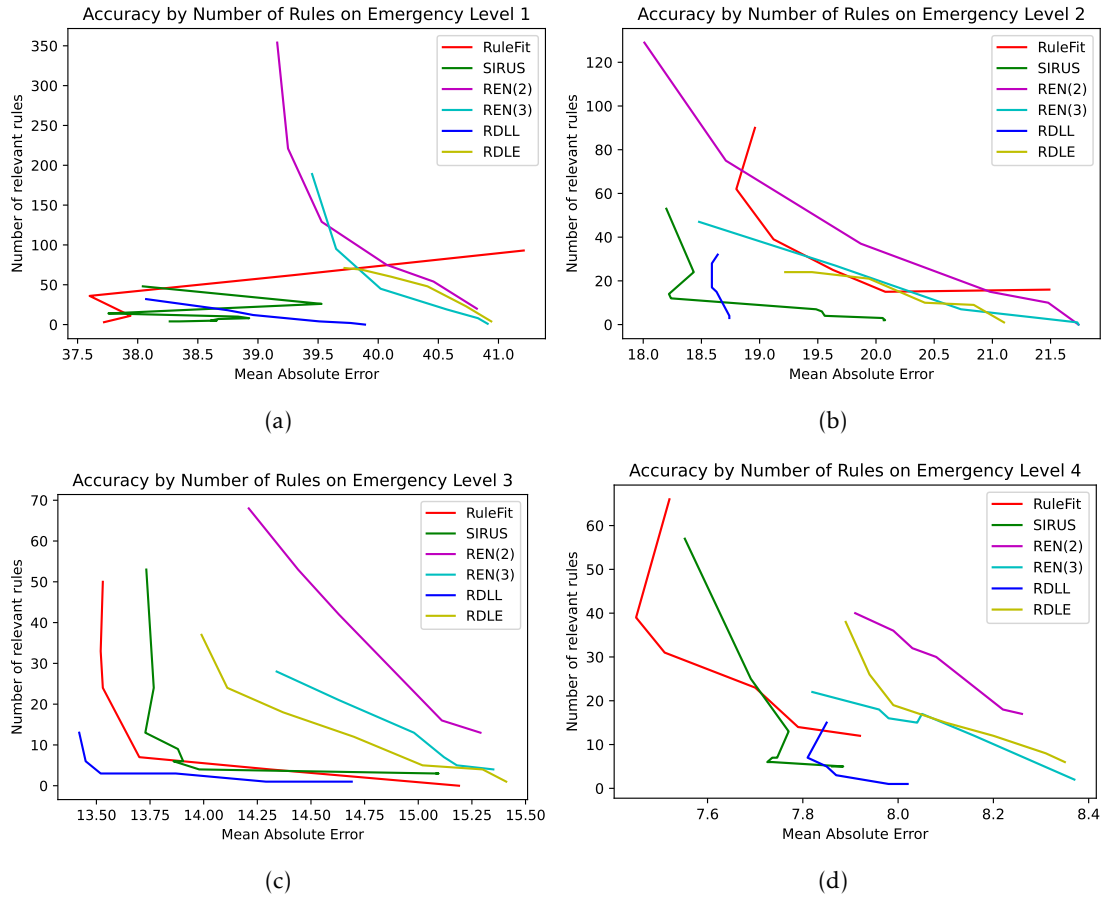 Accuracy by Number of Rules on Emergency Level 1
Number of relevant rules
350
300
250
200
150
100
50
0
RuleFit
SIRUS
REN(2)
REN(3)
RDLL
RDLE
37.5 38.0 38.5 39.0 39.5 40.0 40.5 41.0
Mean Absolute Error
(a)
Accuracy by Number of Rules on Emergency Level 2
Number of relevant rules
120
100
80
60
40
20
0
RuleFit
SIRUS
REN(2)
REN(3)
RDLL
RDLE
18.0 18.5 19.0 19.5 20.0 20.5 21.0 21.5
Mean Absolute Error
(b)
Accuracy by Number of Rules on Emergency Level 3
Number of relevant rules
70
60
50
40
30
20
10
0
RuleFit
SIRUS
REN(2)
REN(3)
RDLL
RDLE
13.50 13.75 14.00 14.25 14.50 14.75 15.00 15.25 15.50
Mean Absolute Error
(c)
Accuracy by Number of Rules on Emergency Level 4
Number of relevant rules
60
50
40
30
20
10
0
RuleFit
SIRUS
REN(2)
REN(3)
RDLL
RDLE
7.6 7.8 8.0 8.2 8.4
Mean Absolute Error
(d)